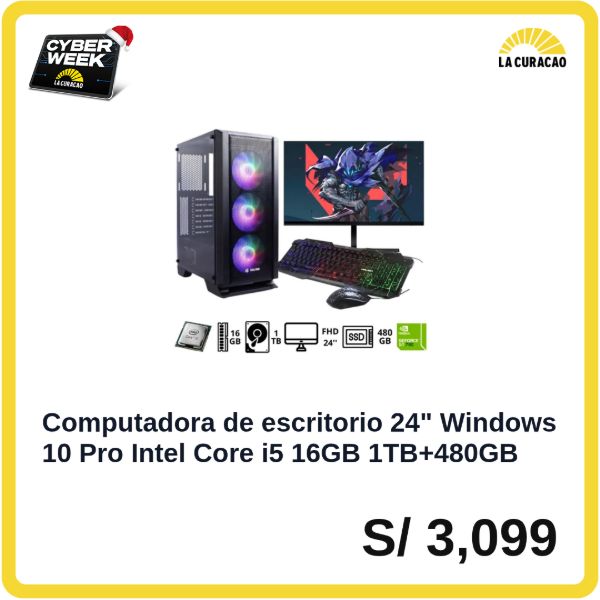 CYBER
WEEK
LA CURACAO
LA CURACAO
16
GB
1
TB
FHD
24''
SSD
480
GB
Computadora de escritorio 24" Windows
10 Pro Intel Core i5 16GB 1TB+480GB
S/ 3,099